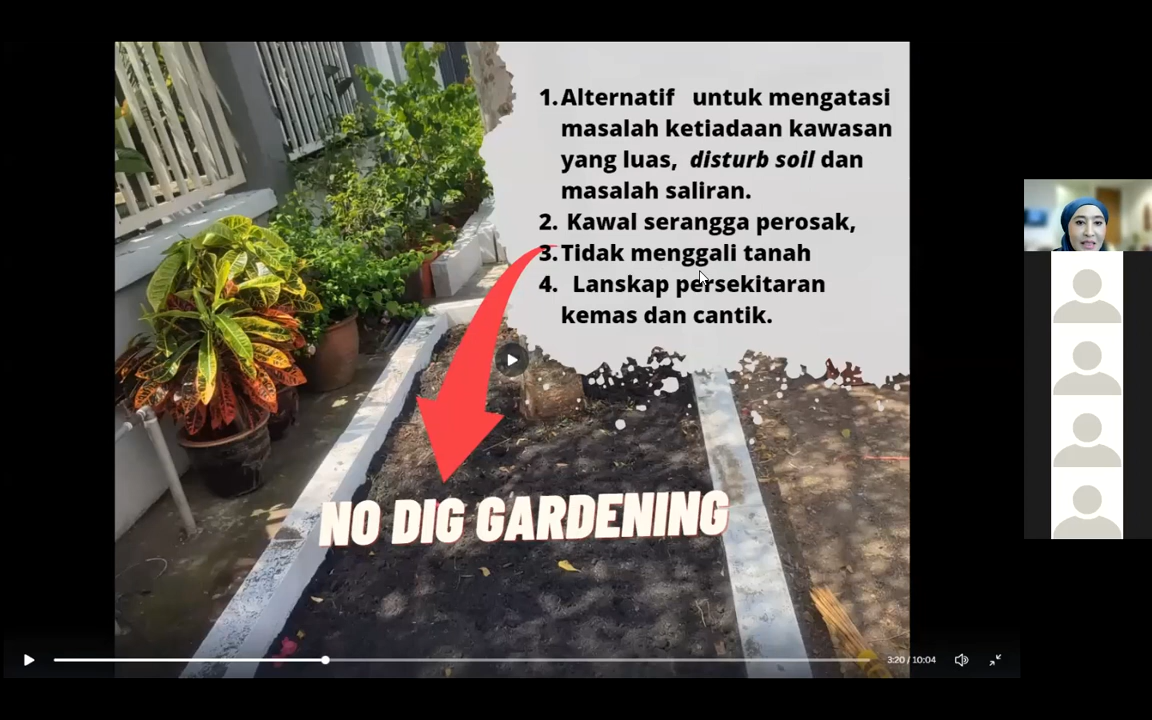 1. Alternatif untuk mengatasi
masalah ketiadaan kawasan
yang luas, disturb soil dan
masalah saliran.
2. Kawal serangga perosak,
3. Tidak menggali tanah
4. Lanskap persekitaran
kemas dan cantik.
NO DIG GARDENING
3:20 / 10:04